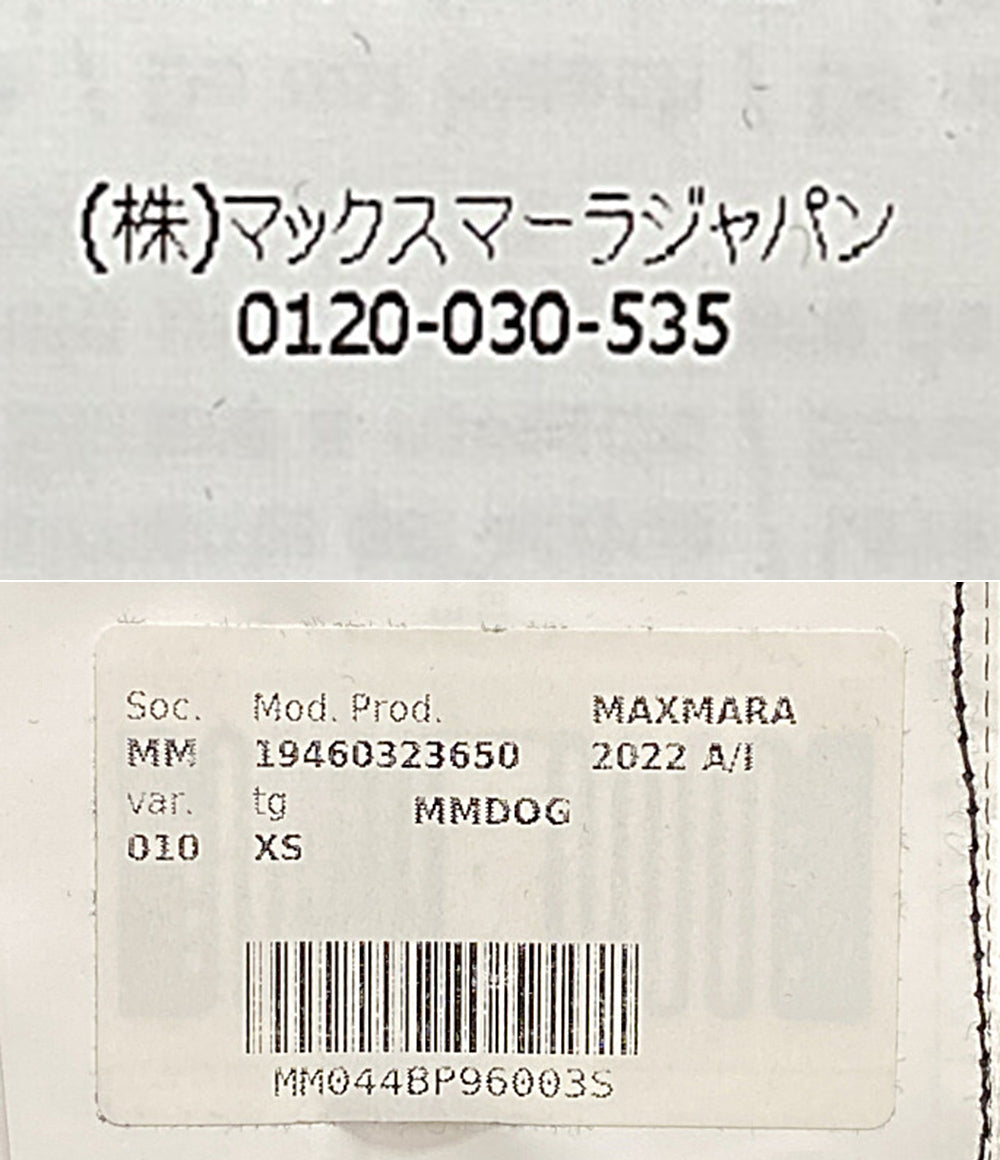 (株)マックスマーラジャパン
0120-030-535
Soc. Mod. Prod. MAXMARA
MM 19460323650 2022 A/I
var. tg MMDOG
010 XS
MM044BP96003S